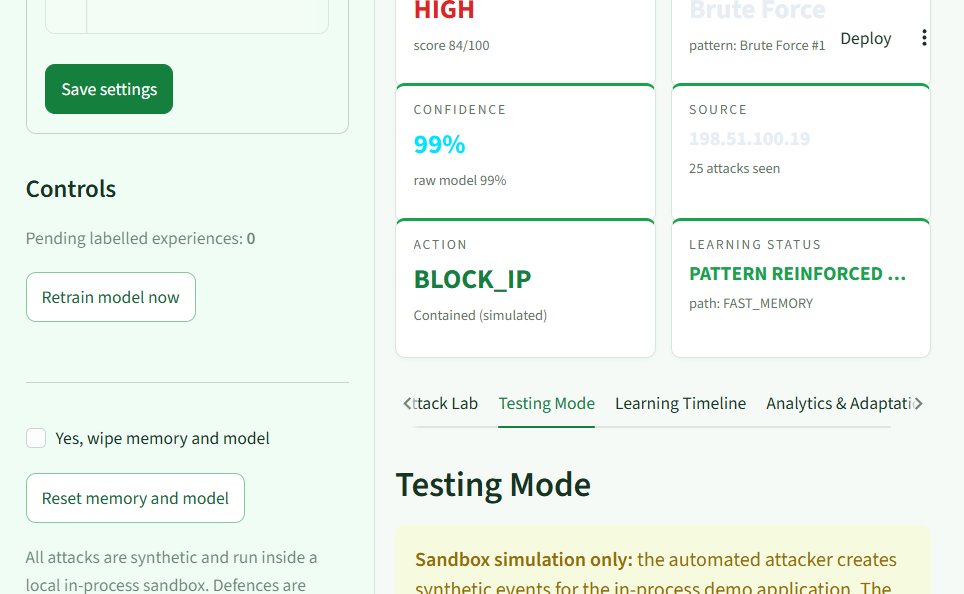 Save settings
Controls
Pending labelled experiences: 0
Retrain model now
Yes, wipe memory and model
Reset memory and model
All attacks are synthetic and run inside a
local in-process sandbox. Defences are
HIGH
score 84/100
Brute Force
pattern: Brute Force #1
Deploy
CONFIDENCE
99%
raw model 99%
SOURCE
198.51.100.19
25 attacks seen
ACTION
BLOCK_IP
Contained (simulated)
LEARNING STATUS
PATTERN REINFORCED ...
path: FAST_MEMORY
ttack Lab
Testing Mode
Learning Timeline
Analytics & Adaptati
Testing Mode
Sandbox simulation only: the automated attacker creates
synthetic events for the in-process demo application. The